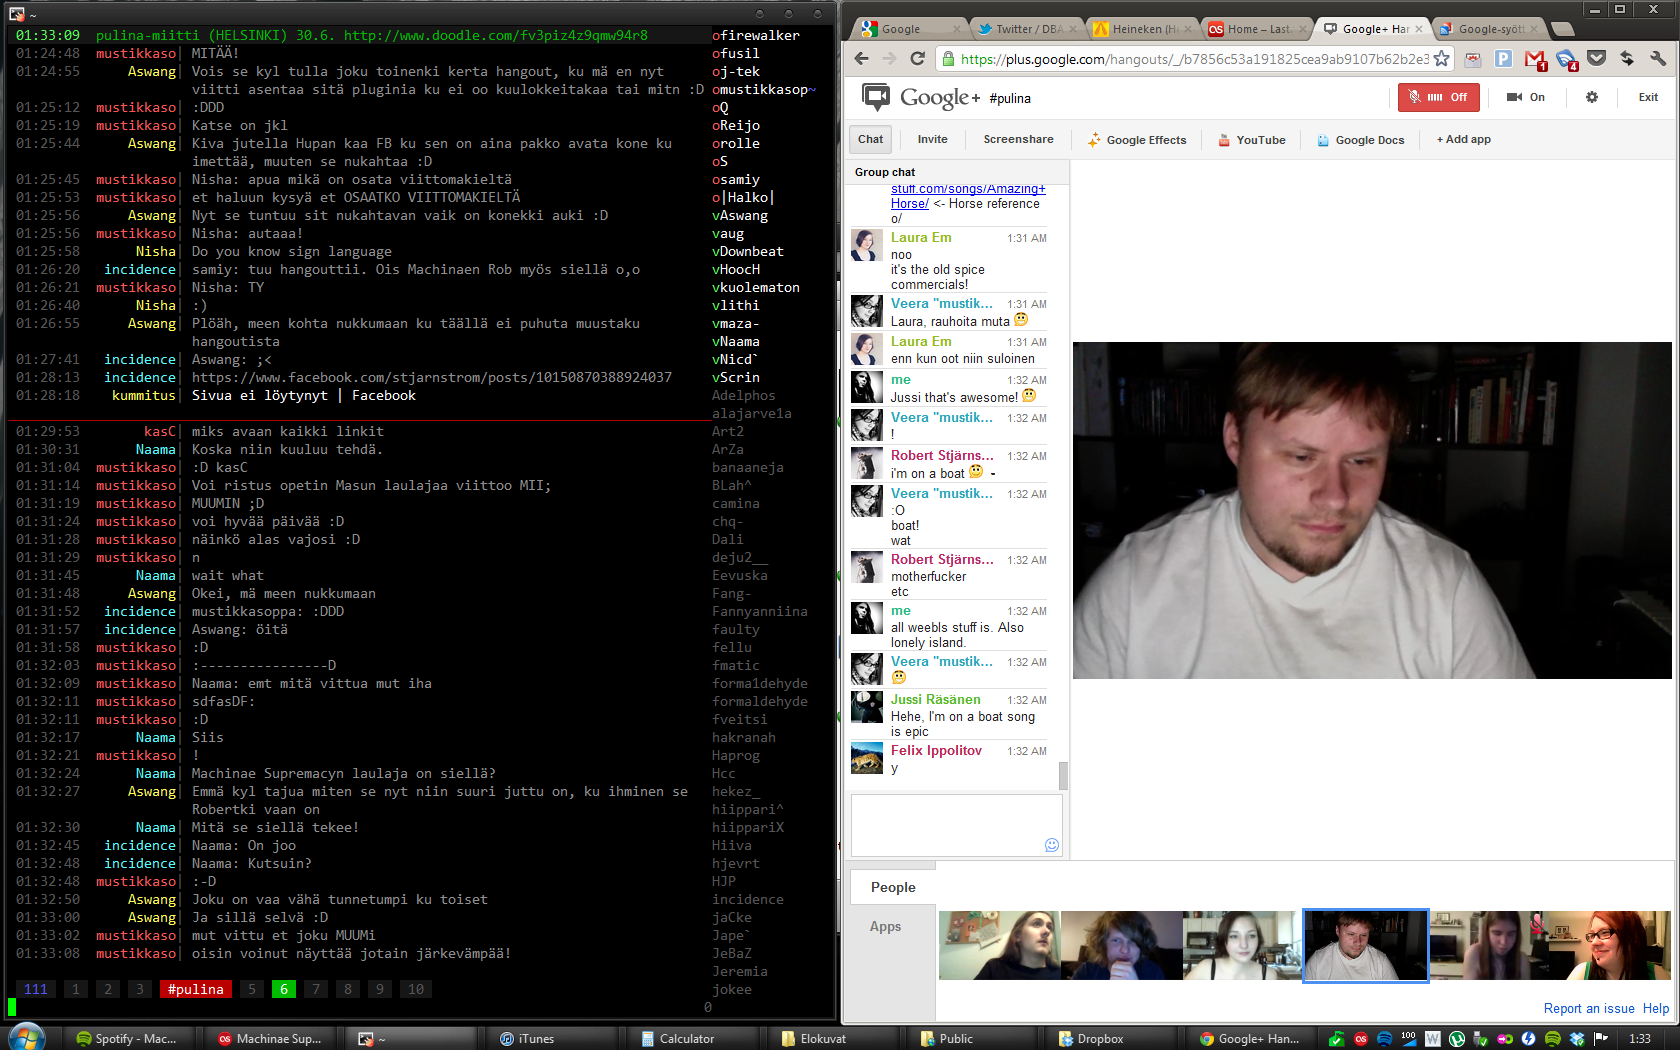 ~
01:33:09 pulina-miitti (HELSINKI) 30.6. http://www.doodle.com/fv3piz4z9qmw94r8
01:24:48 mustikkaso| MITÄÄ!
01:24:55 Aswang| Vois se kyl tulla joku toinenki kerta hangout, ku mä en nyt
viitti asentaa sitä pluginia ku ei oo kuulokkeitakaa tai mitn :D
01:25:12 mustikkaso| :DDD
01:25:19 mustikkaso| Katse on jkl
01:25:44 Aswang| Kiva jutella Hupan kaa FB ku sen on aina pakko avata kone ku
imettää, muuten se nukahtaa :D
01:25:45 mustikkaso| Nisha: apua mikä on osata viittomakieltä
01:25:53 mustikkaso| et haluun kysyä et OSAATKO VIITTOMAKIELTÄ
01:25:56 Aswang| Nyt se tuntuu sit nukahtavan vaik on konekki auki :D
01:25:56 mustikkaso| Nisha: autaaa!
01:25:58 Nisha| Do you know sign language
01:26:20 incidence| samiy: tuu hangouttii. Ois Machinaen Rob myös siellä o,o
01:26:21 mustikkaso| Nisha: TY
01:26:40 Nisha| :)
01:26:55 Aswang| Plöäh, meen kohta nukkumaan ku täällä ei puhuta muustaku
hangoutista
01:27:41 incidence| Aswang: ;<
01:28:13 incidence| https://www.facebook.com/stjarnstrom/posts/10150870388924037
01:28:18 kummitus| Sivua ei löytynyt | Facebook
01:29:53 kasC| miks avaan kaikki linkit
01:30:31 Naama| Koska niin kuuluu tehdä.
01:31:04 mustikkaso| :D kasC
01:31:14 mustikkaso| Voi ristus opetin Masun laulajaa viittoo MII;
01:31:19 mustikkaso| MUUMIN ;D
01:31:24 mustikkaso| voi hyvää päivää :D
01:31:28 mustikkaso| näinkö alas vajosi :D
01:31:29 mustikkaso| n
01:31:45 Naama| wait what
01:31:48 Aswang| Okei, mä meen nukkumaan
01:31:52 incidence| mustikkasoppa: :DDD
01:31:57 incidence| Aswang: öitä
01:31:58 mustikkaso| :D
01:32:03 mustikkaso| :----------------D
01:32:09 mustikkaso| Naama: emt mitä vittua mut iha
01:32:11 mustikkaso| sdfasDF:
01:32:11 mustikkaso| :D
01:32:17 Naama| Siis
01:32:21 mustikkaso| !
01:32:24 Naama| Machinae Supremacyn laulaja on siellä?
01:32:27 Aswang| Emmä kyl tajua miten se nyt niin suuri juttu on, ku ihminen se
Robertki vaan on
01:32:30 Naama| Mitä se siellä tekee!
01:32:45 incidence| Naama: On joo
01:32:48 incidence| Naama: Kutsuin?
01:32:48 mustikkaso| :-D
01:32:50 Aswang| Joku on vaa vähä tunnetumpi ku toiset
01:33:00 Aswang| Ja sillä selvä :D
01:33:02 mustikkaso| mut vittu et joku MUUMi
01:33:08 mustikkaso| oisin voinut näyttää jotain järkevämpää!
111 1 2 3 #pulina 5 6 7 8 9 10
0
ofirewalker
ofusil
oj-tek
omustikkasop~
oQ
oReijo
orolle
oS
osamiy
o|Halko|
vAswang
vaug
vDownbeat
vHoocH
vkuolematon
vlithi
vmaza-
vNaama
vNicd`
vScrin
Adelphos
alajarve1a
Art2
ArZa
banaaneja
BLah^
camina
chq-
Dali
deju2__
Eevuska
Fang-
Fannyanniina
faulty
fellu
fmatic
forma1dehyde
formaldehyde
fveitsi
hakranah
Haprog
Hcc
hekez_
hiippari^
hiippariX
Hiiva
hjevrt
HJP
incidence
jaCke
Jape`
JeBaZ
Jeremia
jokee
Google
Twitter / DBA
Heineken (He
Home – Last.
Google+ Han
Google-syött
https://plus.google.com/hangouts/_/b7856c53a191825cea9ab9107b62b2e3
Google+ #pulina
Off
On
Exit
Chat Invite Screenshare Google Effects YouTube Google Docs + Add app
Group chat
stuff.com/songs/Amazing+
Horse/ <- Horse reference
o/
Laura Em 1:31 AM
noo
it's the old spice
commercials!
Veera "mustik... 1:31 AM
Laura, rauhoita muta
Laura Em 1:31 AM
enn kun oot niin suloinen
me 1:32 AM
Jussi that's awesome!
Veera "mustik... 1:32 AM
!
Robert Stjärns... 1:32 AM
i'm on a boat -
Veera "mustik... 1:32 AM
:O
boat!
wat
Robert Stjärns... 1:32 AM
motherfucker
etc
me 1:32 AM
all weebls stuff is. Also
lonely island.
Veera "mustik... 1:32 AM
Jussi Räsänen 1:32 AM
Hehe, I'm on a boat song
is epic
Felix Ippolitov 1:32 AM
y
People
Apps
Report an issue Help
Spotify - Mac...
Machinae Sup...
~
iTunes
Calculator
Elokuvat
Public
Dropbox
Google+ Han...
100
1:33